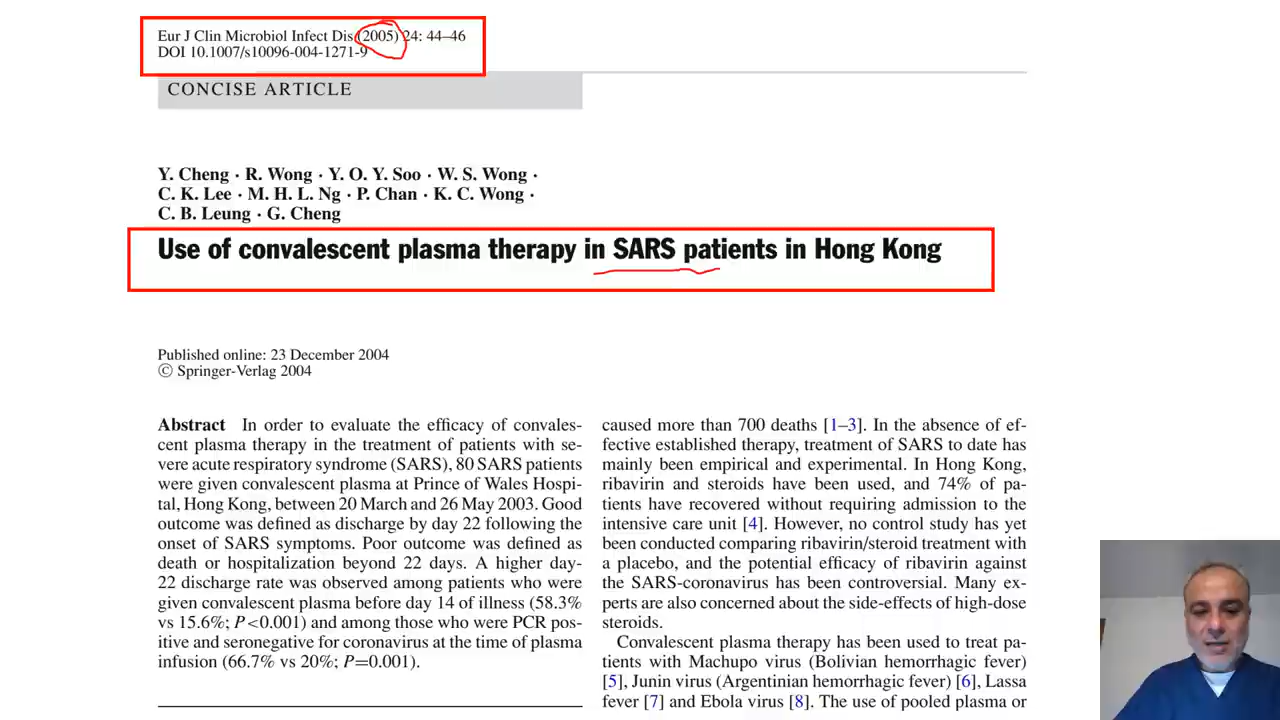 Eur J Clin Microbiol Infect Dis (2005) 24: 44–46
DOI 10.1007/s10096-004-1271-9
CONCISE ARTICLE
Y. Cheng · R. Wong · Y. O. Y. Soo · W. S. Wong ·
C. K. Lee · M. H. L. Ng · P. Chan · K. C. Wong ·
C. B. Leung · G. Cheng
Use of convalescent plasma therapy in SARS patients in Hong Kong
Published online: 23 December 2004
© Springer-Verlag 2004
Abstract In order to evaluate the efficacy of convales-
cent plasma therapy in the treatment of patients with se-
vere acute respiratory syndrome (SARS), 80 SARS patients
were given convalescent plasma at Prince of Wales Hospi-
tal, Hong Kong, between 20 March and 26 May 2003. Good
outcome was defined as discharge by day 22 following the
onset of SARS symptoms. Poor outcome was defined as
death or hospitalization beyond 22 days. A higher day-
22 discharge rate was observed among patients who were
given convalescent plasma before day 14 of illness (58.3%
vs 15.6%; P<0.001) and among those who were PCR pos-
itive and seronegative for coronavirus at the time of plasma
infusion (66.7% vs 20%; P=0.001).
caused more than 700 deaths [1–3]. In the absence of ef-
fective established therapy, treatment of SARS to date has
mainly been empirical and experimental. In Hong Kong,
ribavirin and steroids have been used, and 74% of pa-
tients have recovered without requiring admission to the
intensive care unit [4]. However, no control study has yet
been conducted comparing ribavirin/steroid treatment with
a placebo, and the potential efficacy of ribavirin against
the SARS-coronavirus has been controversial. Many ex-
perts are also concerned about the side-effects of high-dose
steroids.
Convalescent plasma therapy has been used to treat pa-
tients with Machupo virus (Bolivian hemorrhagic fever)
[5], Junin virus (Argentinian hemorrhagic fever) [6], Lassa
fever [7] and Ebola virus [8]. The use of pooled plasma or